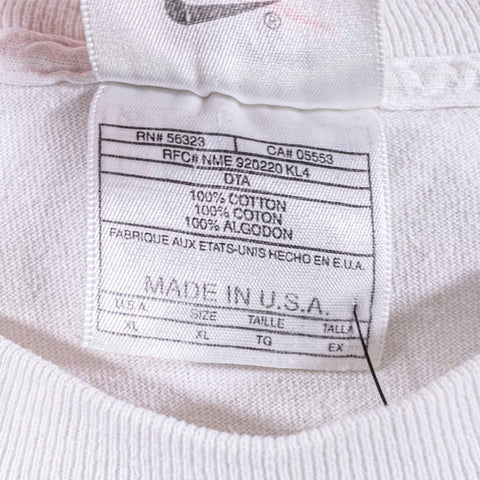 ®
RN# 56323 CA# 05553
RFC# NME 920220 KL4
DTA
100% COTTON
100% COTON
100% ALGODON
FABRIQUE AUX ETATS-UNIS HECHO EN E.U.A.
MADE IN U.S.A.
U.S.A. SIZE TAILLE TALLA
XL XL TG EX